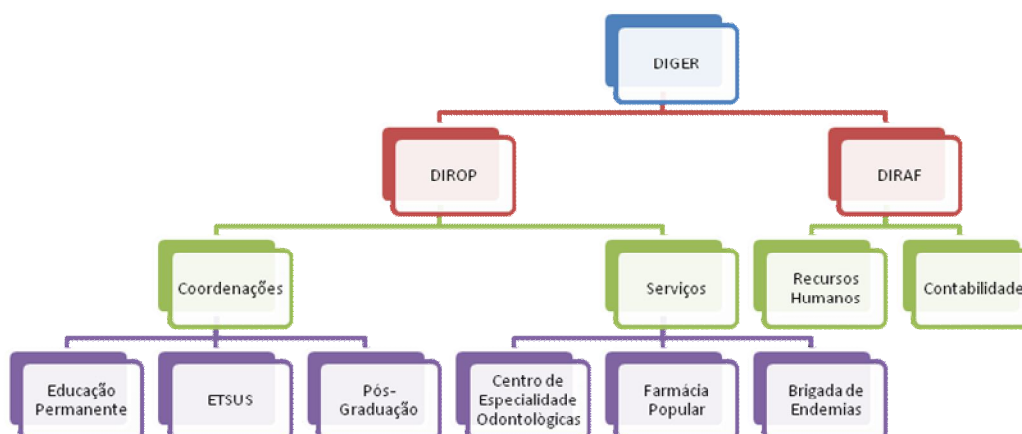 DIGER
DIROP
DIRAF
Coordenações
Serviços
Recursos
Humanos
Contabilidade
Educação
Permanente
ETSUS
Pós-
Graduação
Centro de
Especialidade
Odontològicas
Farmácia
Popular
Brigada de
Endemias